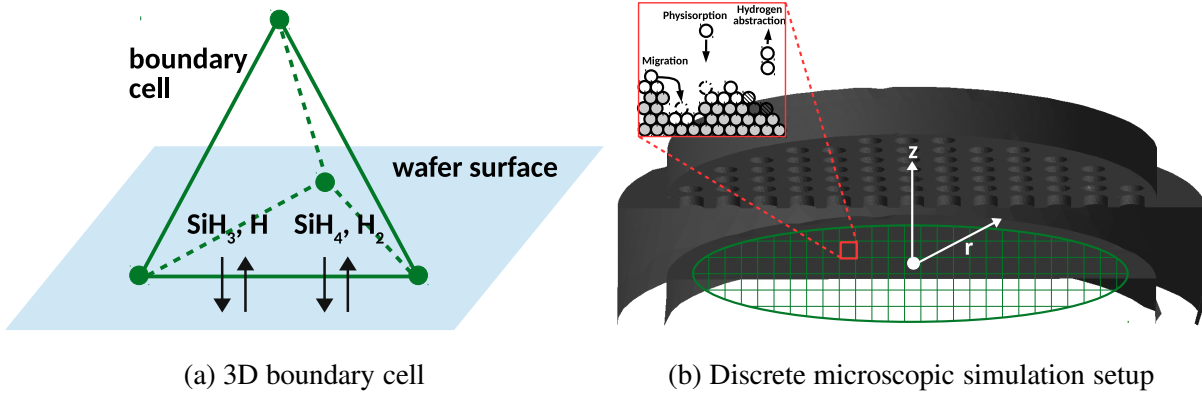 boundary
cell
wafer surface
SiH₃, H
SiH₄, H₂
(a) 3D boundary cell
Physisorption
Hydrogen
abstraction
Migration
z
r
(b) Discrete microscopic simulation setup